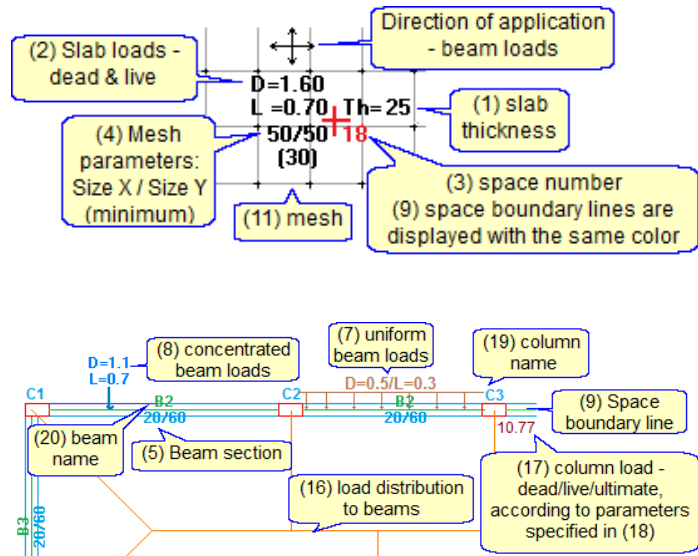 Direction of application
- beam loads
(2) Slab loads -
dead & live
D=1.60
L =0.70 Th= 25
50/50 18
(30)
(1) slab
thickness
(4) Mesh
parameters:
Size X / Size Y
(minimum)
(11) mesh
(3) space number
(9) space boundary lines are
displayed with the same color
(8) concentrated
beam loads
(7) uniform
beam loads
(19) column
name
D=1.1
L=0.7
D=0.5/L=0.3
C1
C2
C3
B2
B2
20/60
20/60
10.77
(9) Space
boundary line
(20) beam
name
(5) Beam section
(16) load distribution
to beams
(17) column load -
dead/live/ultimate,
according to parameters
specified in (18)
B3
20/60